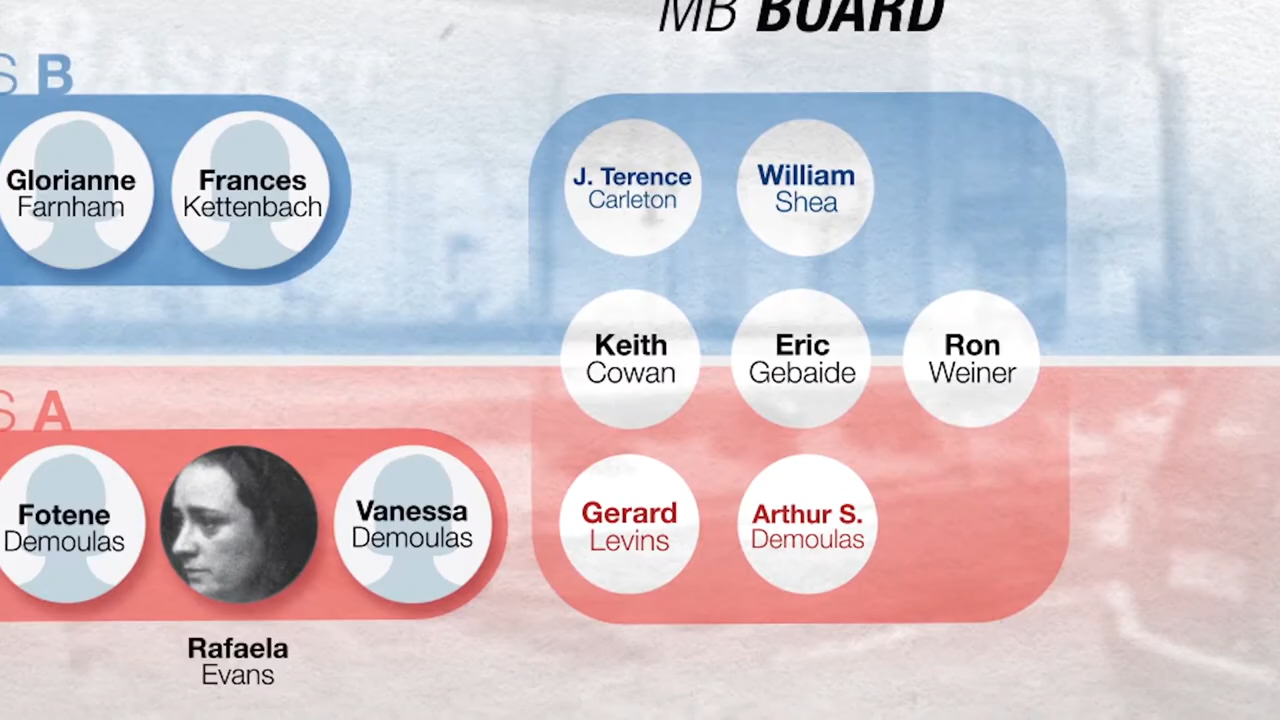 MB BOARD
S B
Glorianne
Farnham
Frances
Kettenbach
J. Terence
Carleton
William
Shea
Keith
Cowan
Eric
Gebaide
Ron
Weiner
S A
Fotene
Demoulas
Vanessa
Demoulas
Gerard
Levins
Arthur S.
Demoulas
Rafaela
Evans